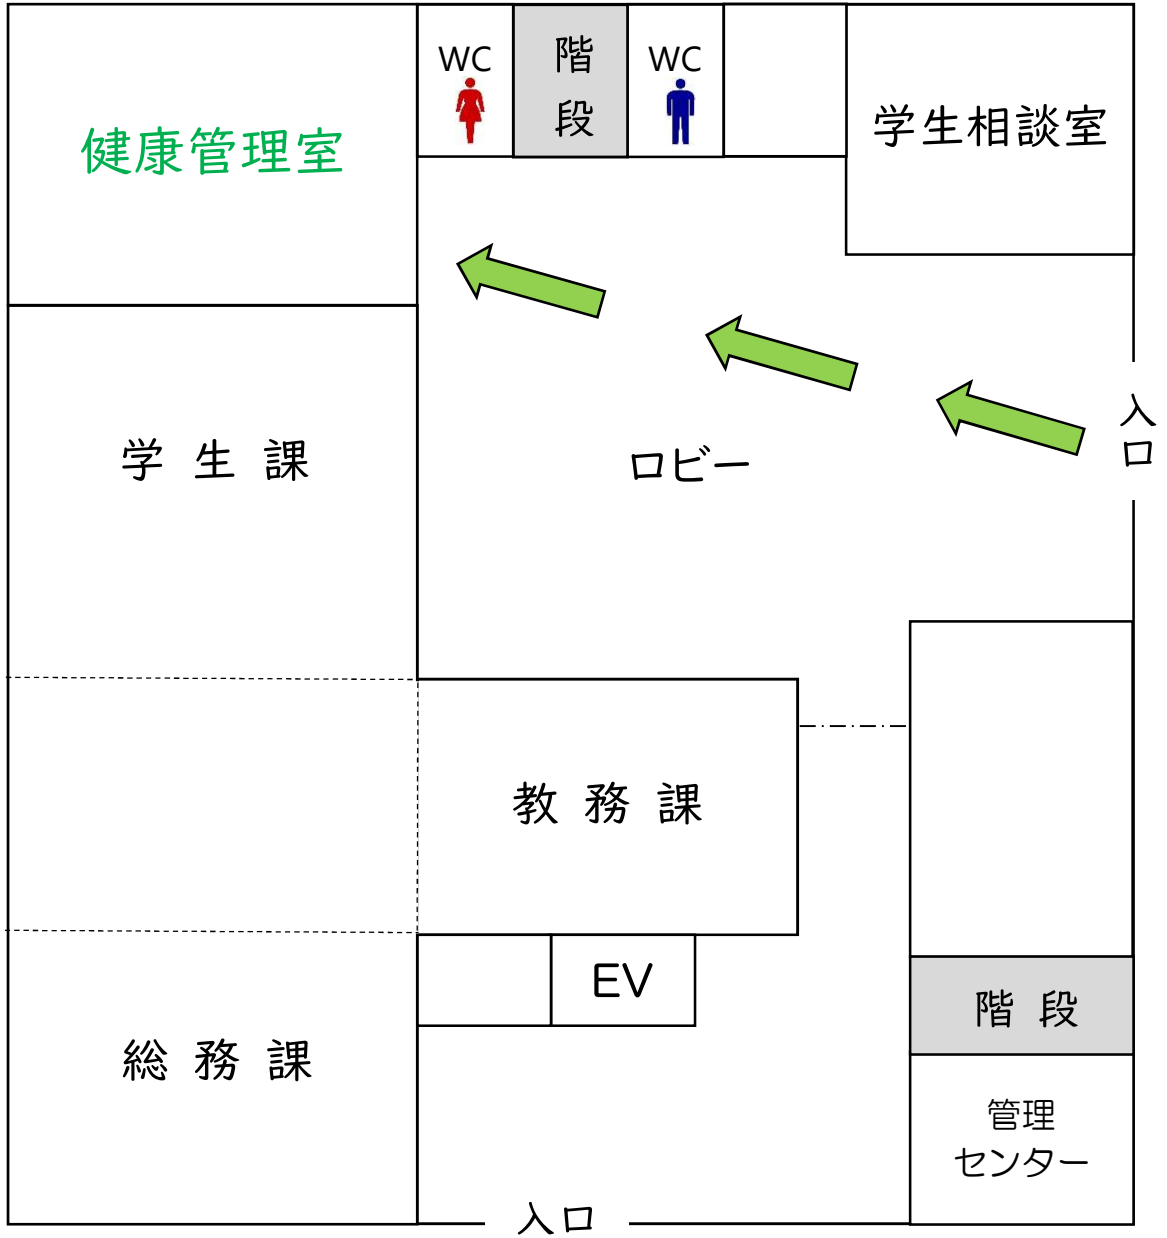 WC
階
段
WC
健康管理室
学生相談室
入
口
学生課
ロビー
教務課
EV
階段
総務課
管理
センター
入口